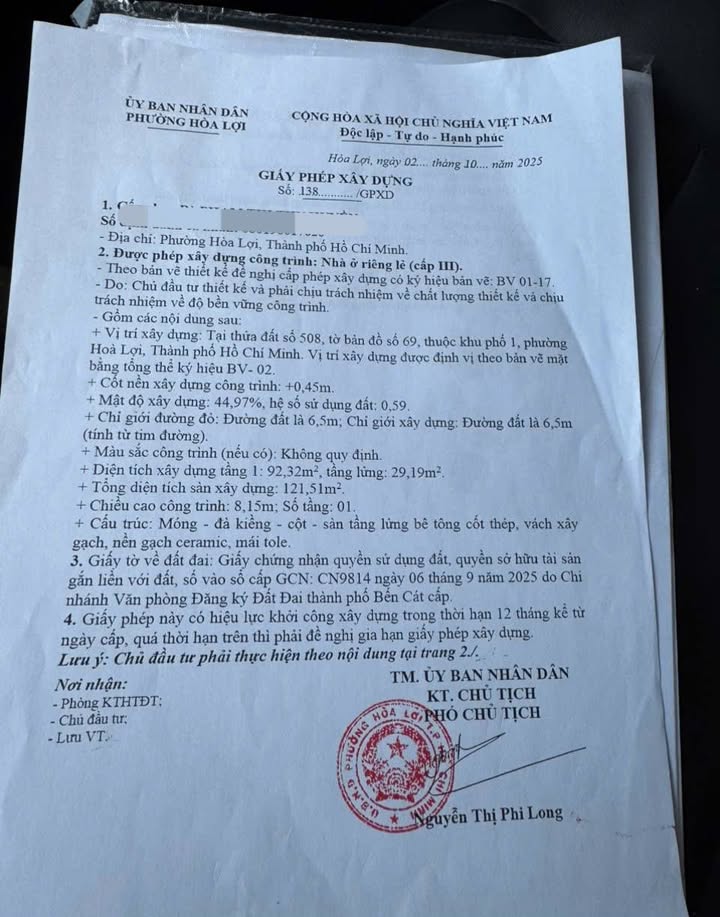 ỦY BAN NHÂN DÂN
PHƯỜNG HÒA LỢI
CỘNG HÒA XÃ HỘI CHỦ NGHĨA VIỆT NAM
Độc lập - Tự do - Hạnh phúc
Hòa Lợi, ngày 02.... tháng 10.... năm 2025
GIẤY PHÉP XÂY DỰNG
Số: 138.........../GPXD
1.
Số
- Địa chỉ: Phường Hòa Lợi, Thành phố Hồ Chí Minh.
2. Được phép xây dựng công trình: Nhà ở riêng lẻ (cấp III).
- Theo bản vẽ thiết kế đề nghị cấp phép xây dựng có ký hiệu bản vẽ: BV 01-17.
- Do: Chủ đầu tư thiết kế và phải chịu trách nhiệm về chất lượng thiết kế và chịu
trách nhiệm về độ bền vững công trình.
- Gồm các nội dung sau:
+ Vị trí xây dựng: Tại thửa đất số 508, tờ bản đồ số 69, thuộc khu phố 1, phường
Hoà Lợi, Thành phố Hồ Chí Minh. Vị trí xây dựng được định vị theo bản vẽ mặt
bằng tổng thể ký hiệu BV- 02.
+ Cốt nền xây dựng công trình: +0,45m.
+ Mật độ xây dựng: 44,97%, hệ số sử dụng đất: 0,59.
+ Chỉ giới đường đỏ: Đường đất là 6,5m; Chỉ giới xây dựng: Đường đất là 6,5m
(tính từ tim đường).
+ Màu sắc công trình (nếu có): Không quy định.
+ Diện tích xây dựng tầng 1: 92,32m², tầng lửng: 29,19m².
+ Tổng diện tích sàn xây dựng: 121,51m².
+ Chiều cao công trình: 8,15m; Số tầng: 01.
+ Cấu trúc: Móng - đà kiềng - cột - sàn tầng lửng bê tông cốt thép, vách xây
gạch, nền gạch ceramic, mái tole.
3. Giấy tờ về đất đai: Giấy chứng nhận quyền sử dụng đất, quyền sở hữu tài sản
gắn liền với đất, số vào sổ cấp GCN: CN9814 ngày 06 tháng 9 năm 2025 do Chi
nhánh Văn phòng Đăng ký Đất Đai thành phố Bến Cát cấp.
4. Giấy phép này có hiệu lực khởi công xây dựng trong thời hạn 12 tháng kể từ
ngày cấp, quá thời hạn trên thì phải đề nghị gia hạn giấy phép xây dựng.
Lưu ý: Chủ đầu tư phải thực hiện theo nội dung tại trang 2./.
Nơi nhận:
- Phòng KTHTĐT;
- Chủ đầu tư;
- Lưu VT.
TM. ỦY BAN NHÂN DÂN
KT. CHỦ TỊCH
PHÓ CHỦ TỊCH
U.B.N.D PHƯỜNG HÒA LỢI T.P HỒ CHÍ MINH
Nguyễn Thị Phi Long